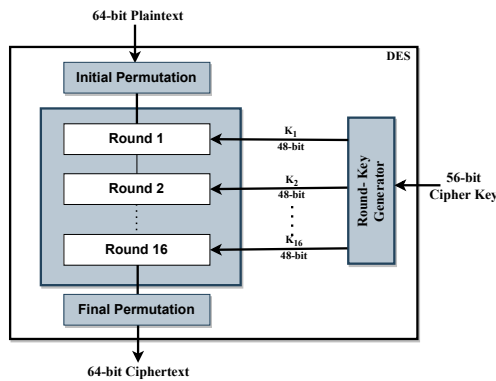 64-bit Plaintext
DES
Initial Permutation
Round 1
K1
48-bit
Round 2
K2
48-bit
Round 16
K16
48-bit
Round- Key
Generator
56-bit
Cipher Key
Final Permutation
64-bit Ciphertext